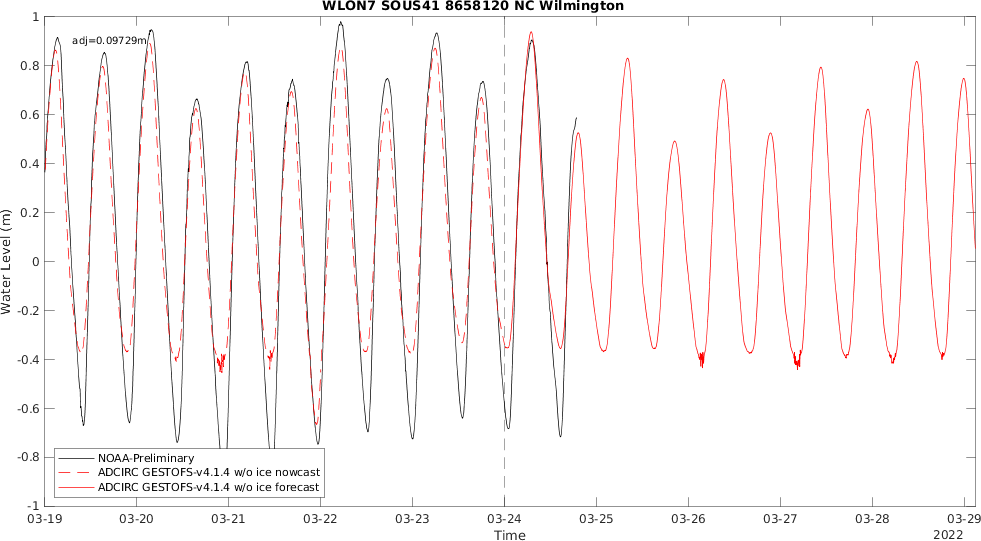 WLON7 SOUS41 8658120 NC Wilmington
adj=0.09729m
1
0.8
0.6
0.4
0.2
0
-0.2
-0.4
-0.6
-0.8
-1
Water Level (m)
NOAA-Preliminary
ADCIRC GESTOFS-v4.1.4 w/o ice nowcast
ADCIRC GESTOFS-v4.1.4 w/o ice forecast
03-19 03-20 03-21 03-22 03-23 03-24 03-25 03-26 03-27 03-28 03-29
Time
2022